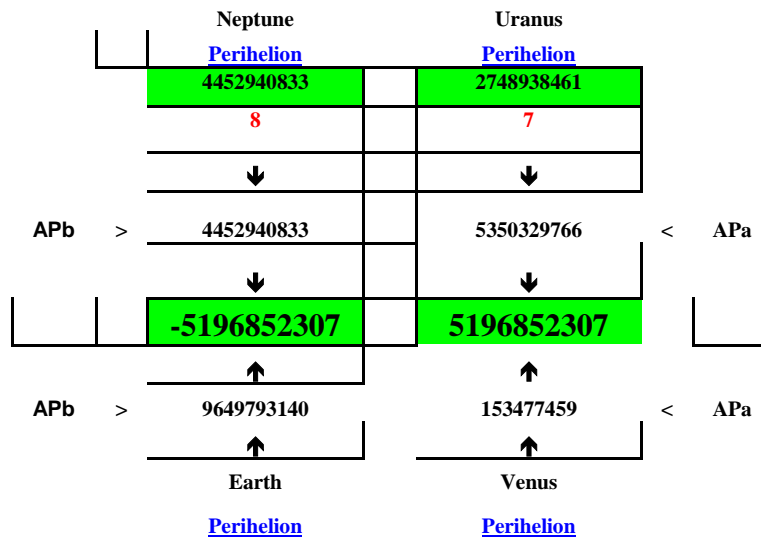 Neptune Uranus
Perihelion Perihelion
4452940833 2748938461
8 7
🡻 🡻
APb > 4452940833 5350329766 < APa
🡻 🡻
-5196852307 5196852307
🡹 🡹
APb > 9649793140 153477459 < APa
🡹 🡹
Earth Venus
Perihelion Perihelion